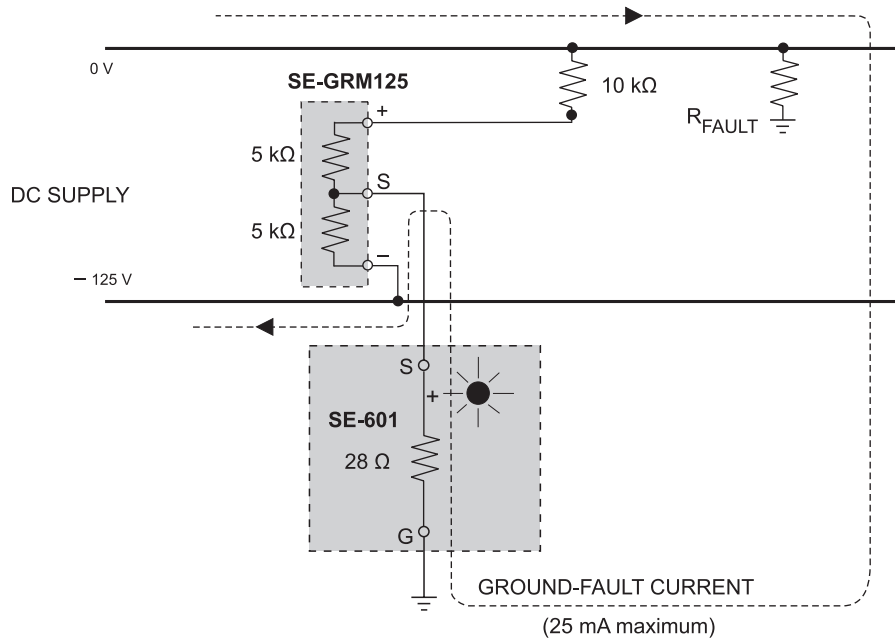 0 V
SE-GRM125
+
10 kΩ
R FAULT
5 kΩ
S
DC SUPPLY
5 kΩ
–
– 125 V
S
+
SE-601
28 Ω
G
GROUND-FAULT CURRENT
(25 mA maximum)